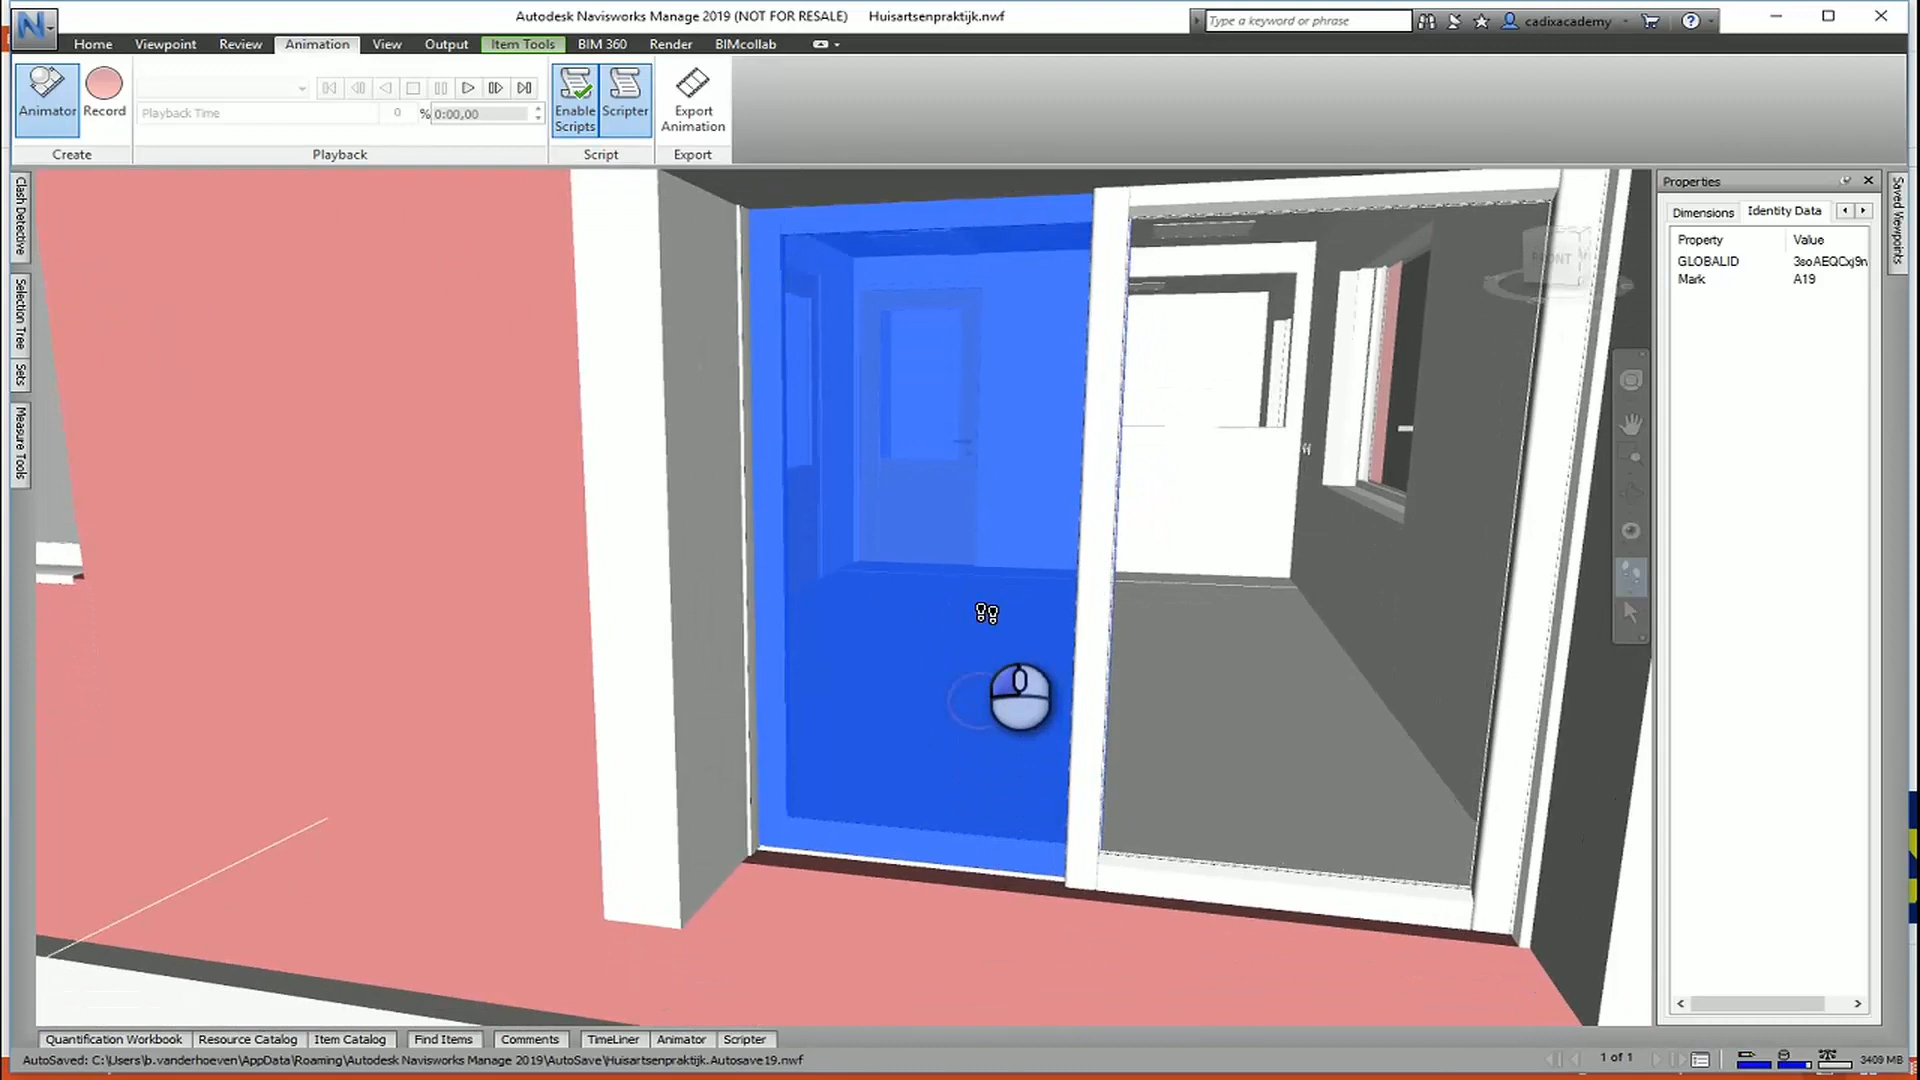 Autodesk Navisworks Manage 2019 (NOT FOR RESALE) Huisartsenpraktijk.nwf
Type a keyword or phrase
cadixacademy
Home Viewpoint Review Animation View Output Item Tools BIM 360 Render BIMcollab
Animator Record
Playback Time 0 % 0:00,00
Enable Scripts
Scripter
Export Animation
Create Playback Script Export
Clash Detective
Selection Tree
Sets
Measure Tools
FRONT
Properties
Dimensions Identity Data
Property Value
GLOBALID 3soAEQCxj9n
Mark A19
Saved Viewpoints
Quantification Workbook Resource Catalog Item Catalog Find Items Comments TimeLiner Animator Scripter
AutoSaved: C:\Users\b.vanderhoeven\AppData\Roaming\Autodesk Navisworks Manage 2019\AutoSave\Huisartsenpraktijk.Autosave19.nwf
1 of 1
3409 MB